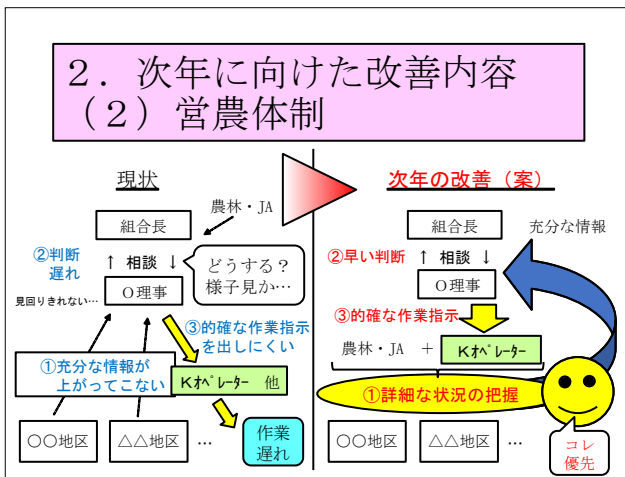 ２．次年に向けた改善内容
（２）営農体制
現状
農林・JA
組合長
②判断
遅れ
↑ 相談 ↓
どうする？
様子見か…
O理事
見回りきれない…
③的確な作業指示
を出しにくい
①充分な情報が
上がってこない
Kｵﾍﾟﾚｰﾀｰ 他
○○地区
△△地区
…
作業
遅れ
次年の改善（案）
組合長
充分な情報
②早い判断
↑ 相談 ↓
O理事
③的確な作業指示
農林・JA ＋ Kｵﾍﾟﾚｰﾀｰ
①詳細な状況の把握
○○地区
△△地区
…
コレ
優先